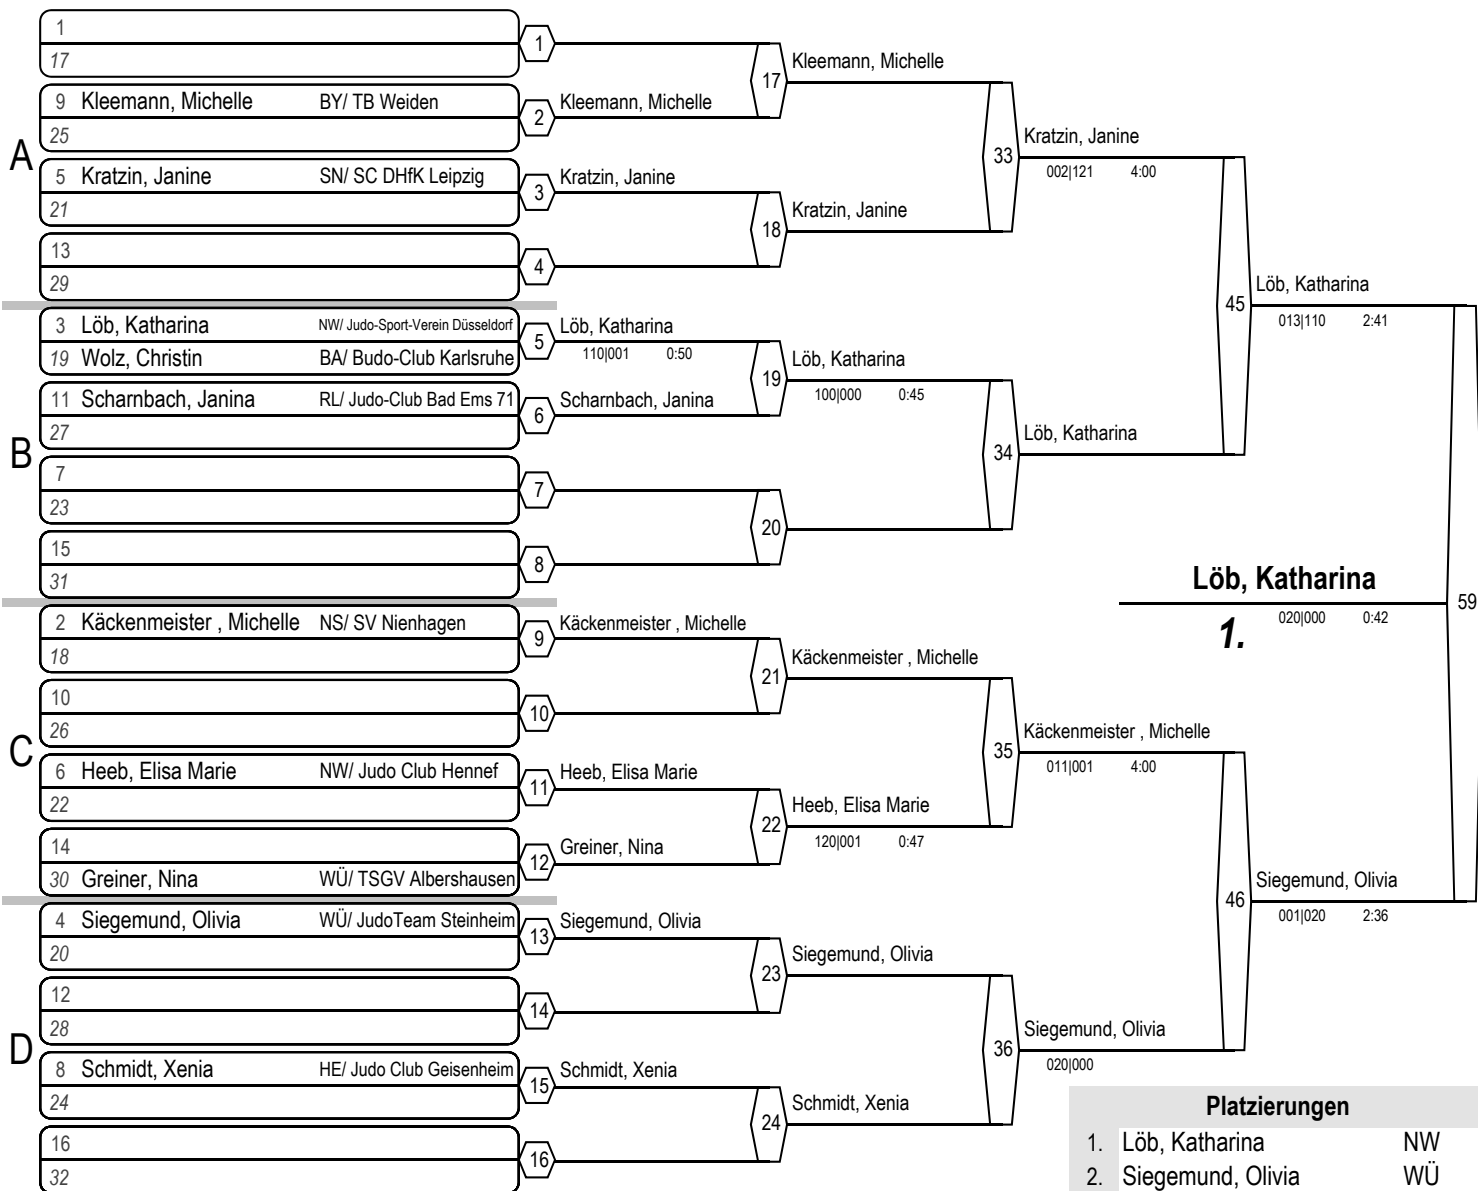 1
17
9 Kleemann, Michelle BY/ TB Weiden
25
5 Kratzin, Janine SN/ SC DHfK Leipzig
21
13
29
A
3 Löb, Katharina NW/ Judo-Sport-Verein Düsseldorf
19 Wolz, Christin BA/ Budo-Club Karlsruhe
11 Scharnbach, Janina RL/ Judo-Club Bad Ems 71
27
7
23
15
31
B
2 Käckenmeister , Michelle NS/ SV Nienhagen
18
10
26
6 Heeb, Elisa Marie NW/ Judo Club Hennef
22
14
30 Greiner, Nina WÜ/ TSGV Albershausen
C
4 Siegemund, Olivia WÜ/ JudoTeam Steinheim
20
12
28
8 Schmidt, Xenia HE/ Judo Club Geisenheim
24
16
32
D
1
2 Kleemann, Michelle
3 Kratzin, Janine
4
5 Löb, Katharina
110|001 0:50
6 Scharnbach, Janina
7
8
9 Käckenmeister , Michelle
10
11 Heeb, Elisa Marie
12 Greiner, Nina
13 Siegemund, Olivia
14
15 Schmidt, Xenia
16
17 Kleemann, Michelle
18 Kratzin, Janine
19 Löb, Katharina
100|000 0:45
20
21 Käckenmeister , Michelle
22 Heeb, Elisa Marie
120|001 0:47
23 Siegemund, Olivia
24 Schmidt, Xenia
33 Kratzin, Janine
002|121 4:00
34 Löb, Katharina
35 Käckenmeister , Michelle
011|001 4:00
36 Siegemund, Olivia
020|000
45 Löb, Katharina
013|110 2:41
46 Siegemund, Olivia
001|020 2:36
59
Löb, Katharina
1. 020|000 0:42
Platzierungen
1. Löb, Katharina NW
2. Siegemund, Olivia WÜ